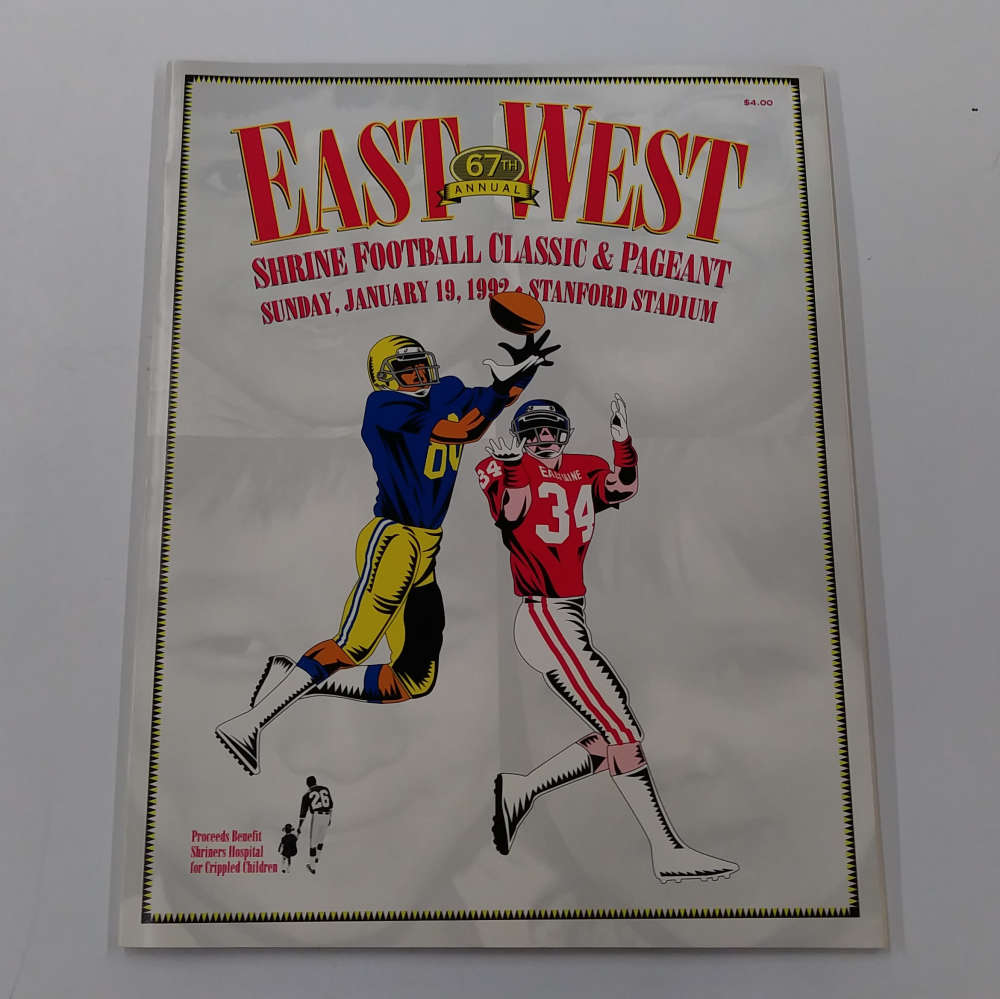 $4.00
EAST WEST
67TH
ANNUAL
SHRINE FOOTBALL CLASSIC & PAGEANT
SUNDAY, JANUARY 19, 1992 • STANFORD STADIUM
34
34
26
Proceeds Benefit
Shriners Hospital
for Crippled Children